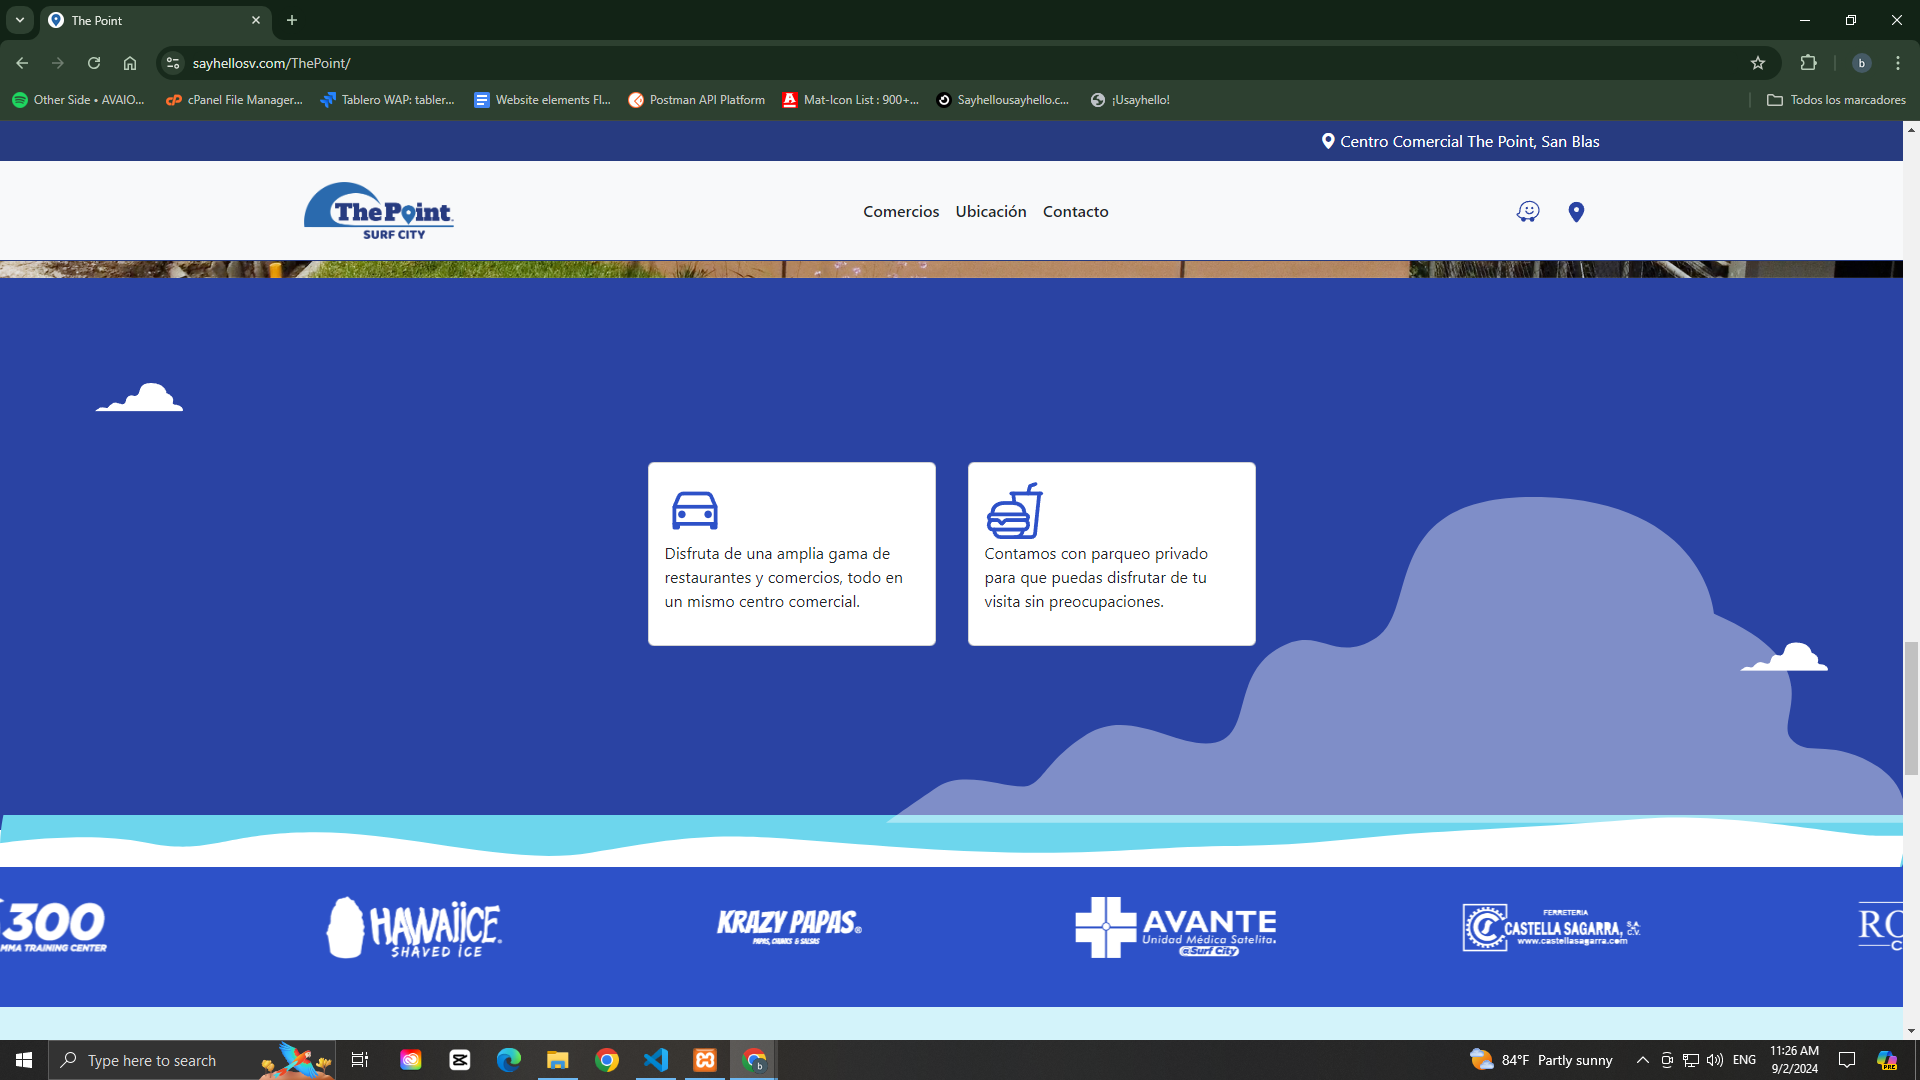 The Point
sayhellosv.com/ThePoint/
b
Other Side • AVAIO...
cPanel File Manager...
Tablero WAP: tabler...
Website elements Fl...
Postman API Platform
Mat-Icon List : 900+...
Sayhellousayhello.c...
¡Usayhello!
Todos los marcadores
Centro Comercial The Point, San Blas
The Point
SURF CITY
Comercios
Ubicación
Contacto
Disfruta de una amplia gama de
restaurantes y comercios, todo en
un mismo centro comercial.
Contamos con parqueo privado
para que puedas disfrutar de tu
visita sin preocupaciones.
300
MMA TRAINING CENTER
HAWAIICE
SHAVED ICE
KRAZY PAPAS®
PAPAS, DRINKS & SALSAS
AVANTE
Unidad Médica Satelital
@Surf City
FERRETERIA
CASTELLA SAGARRA, S.A. C.V.
www.castellasagarra.com
RO
C
Type here to search
84°F Partly sunny
ENG
11:26 AM
9/2/2024
PRE